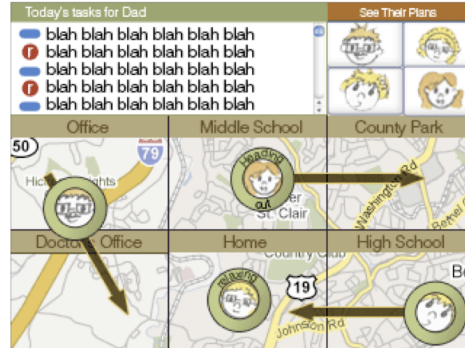 Today's tasks for Dad
See Their Plans
blah blah blah blah blah blah
r blah blah blah blah blah blah
blah blah blah blah blah blah
r blah blah blah blah blah blah
blah blah blah blah blah blah
Office
Middle School
County Park
50
79
Heading
out
St. Clair
Washington Rd
Doctor's Office
Home
High School
Country Club
relaxing
19
Johnson Rd